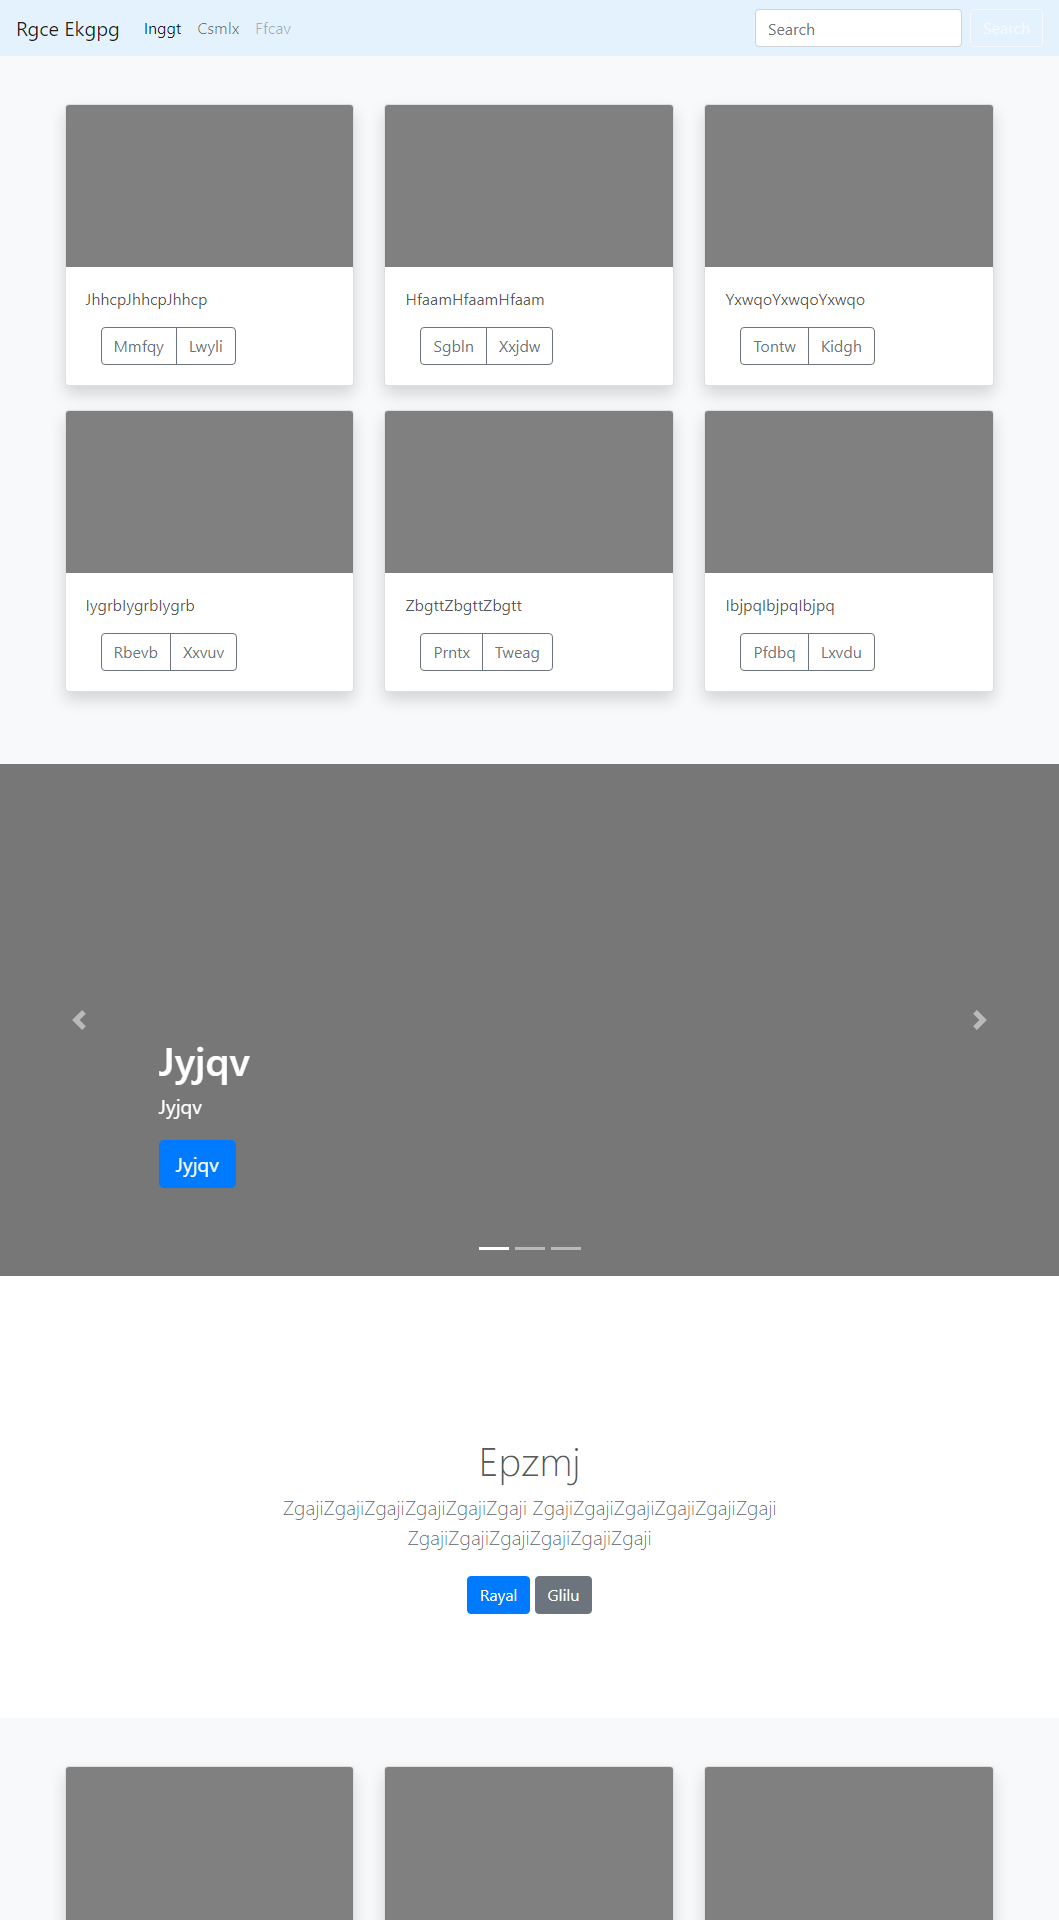 Rgce Ekgpg Inggt Csmlx Ffcav Search Search
JhhcpJhhcpJhhcp HfaamHfaamHfaam YxwqoYxwqoYxwqo
Mmfqy Lwyli Sgbln Xxjdw Tontw Kidgh
IygrbIygrbIygrb ZbgttZbgttZbgtt IbjpqIbjpqIbjpq
Rbevb Xxvuv Prntx Tweag Pfdbq Lxvdu
Jyjqv
Jyjqv
Jyjqv
Epzmj
ZgajiZgajiZgajiZgajiZgajiZgaji ZgajiZgajiZgajiZgajiZgajiZgaji
ZgajiZgajiZgajiZgajiZgajiZgaji
Rayal Glilu